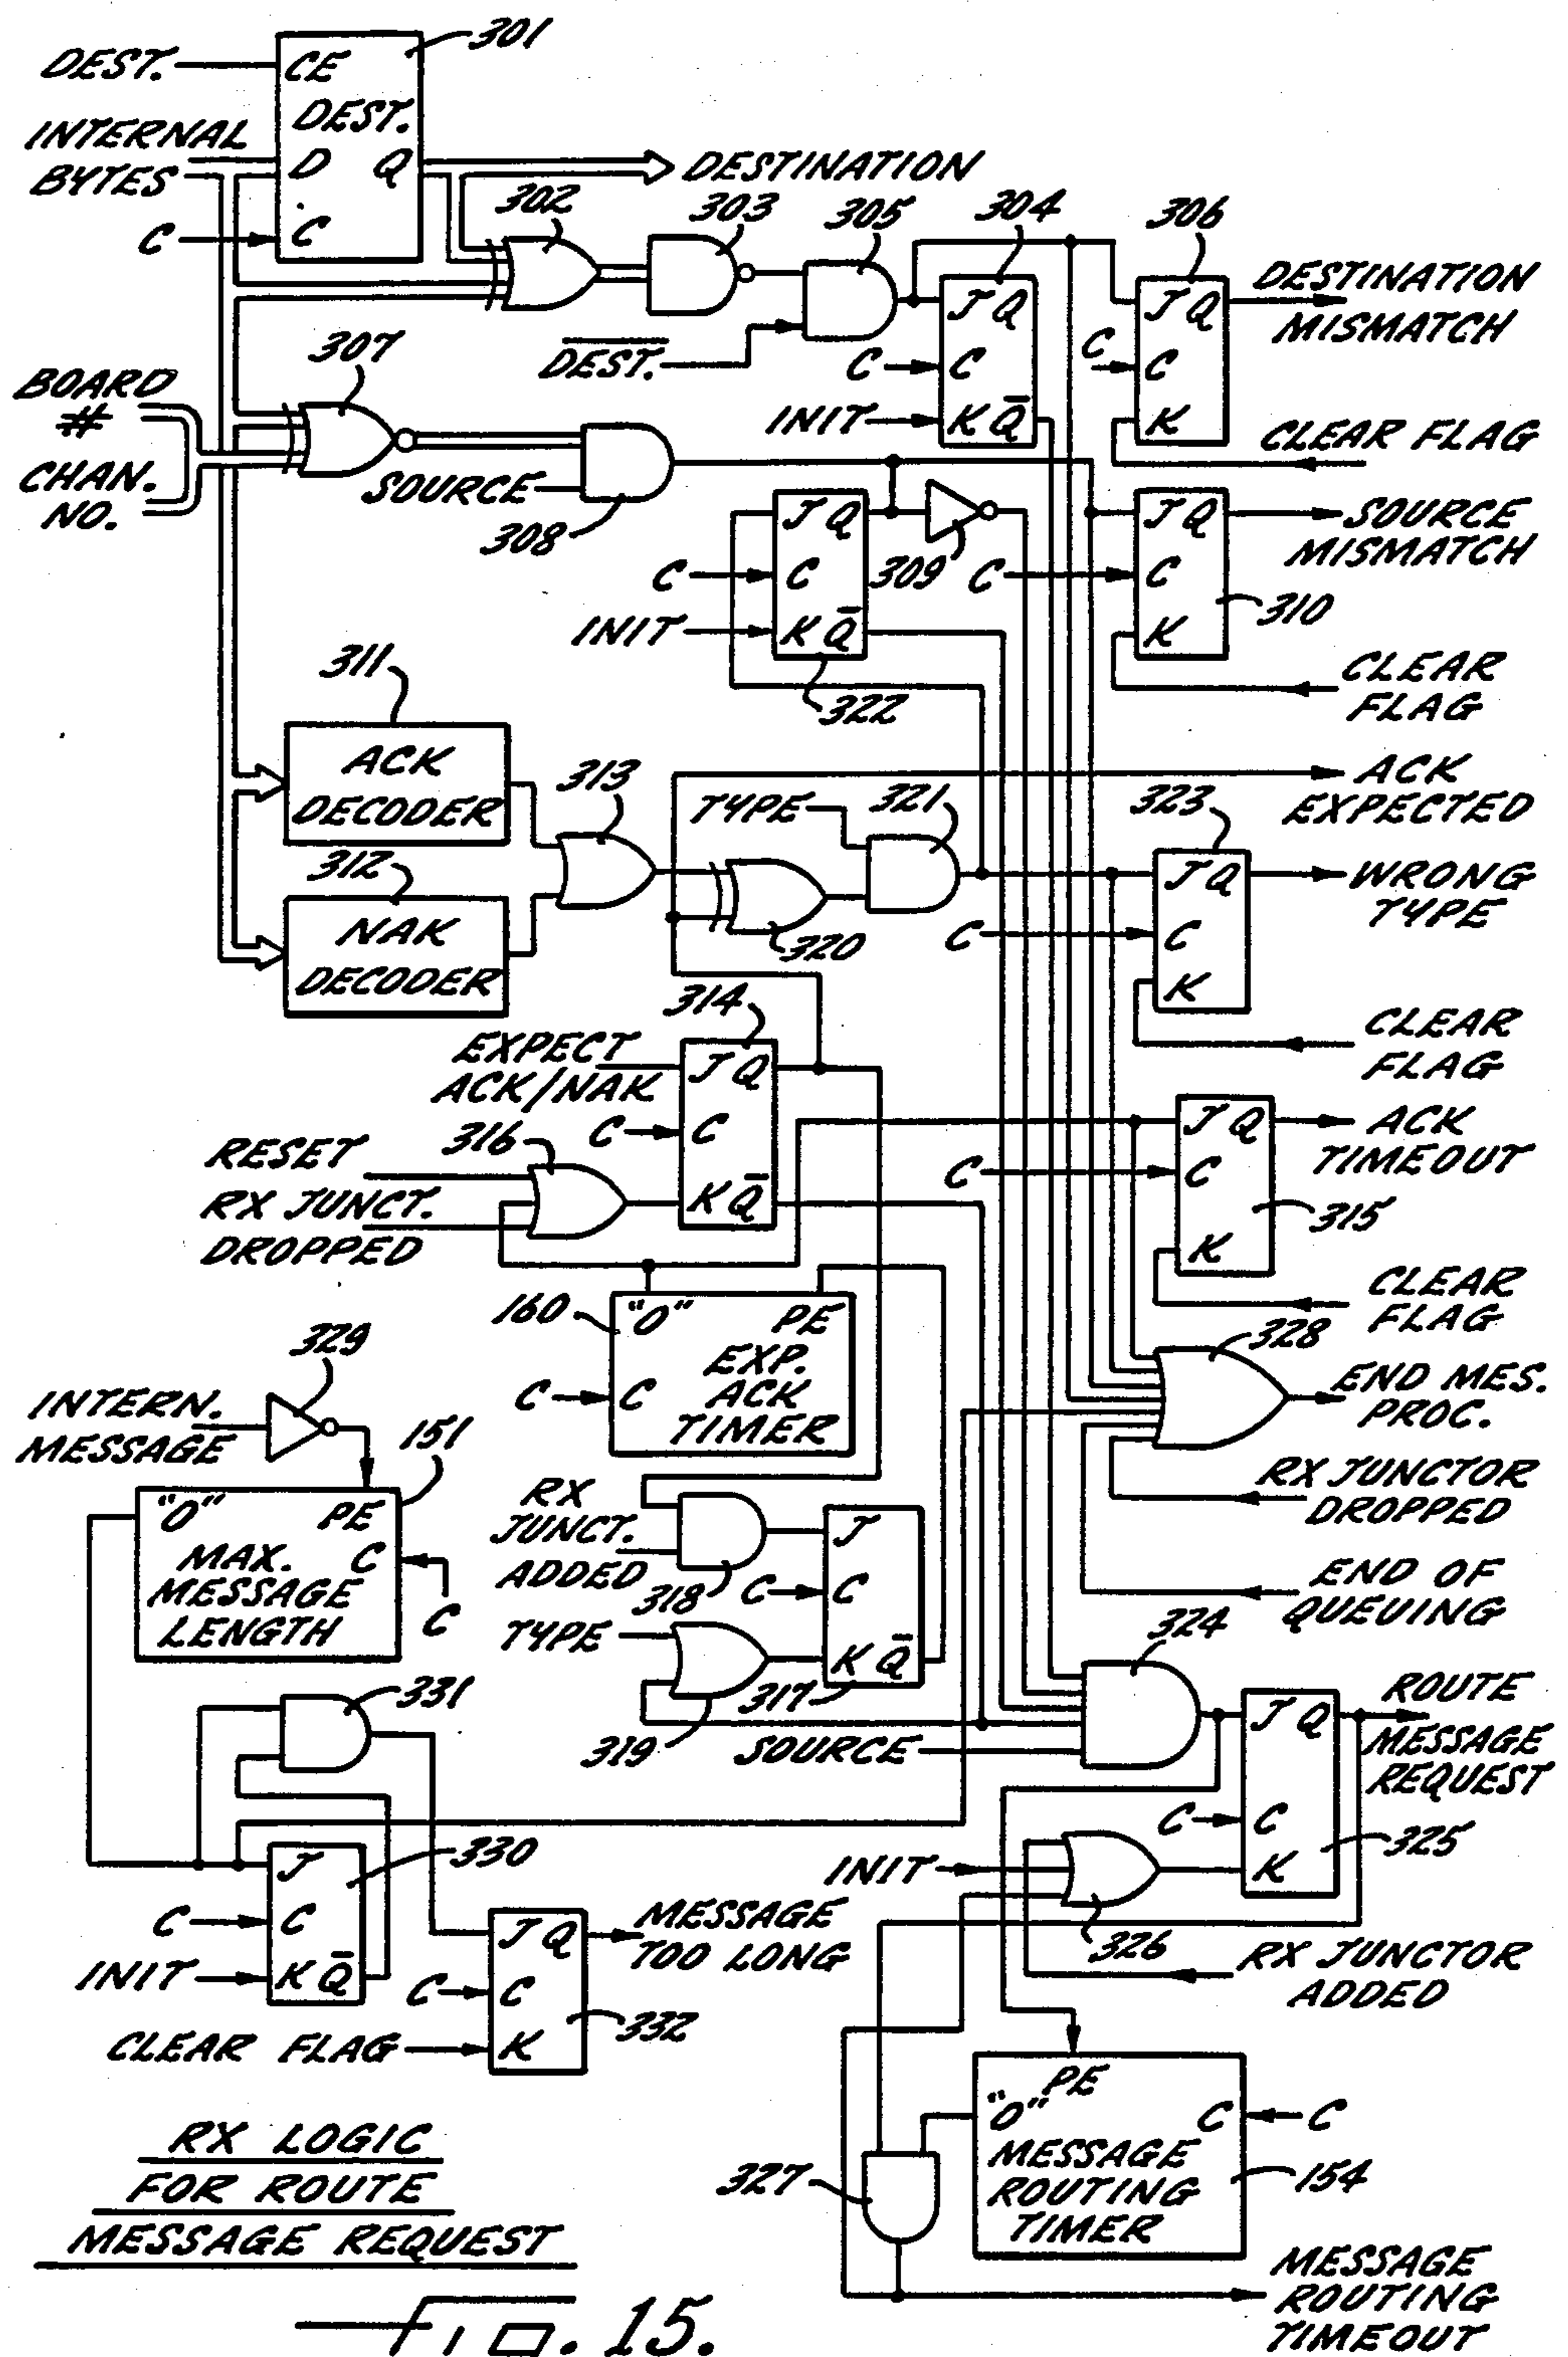 301
DEST.
CE
DEST.
INTERNAL
BYTES
D Q
DESTINATION
C
C
302
303
305
304
306
J Q
C
K Q̅
J Q
C
K
DESTINATION
MISMATCH
DEST.
C
INIT
C
CLEAR FLAG
307
BOARD
#
CHAN.
NO.
SOURCE
308
J Q
C
K Q̅
C
INIT
322
309
C
J Q
C
K
SOURCE
MISMATCH
310
CLEAR
FLAG
311
ACK
DECODER
312
NAK
DECODER
313
TYPE
321
320
ACK
EXPECTED
323
J Q
C
K
C
WRONG
TYPE
CLEAR
FLAG
314
EXPECT
ACK/NAK
J Q
C
K Q̅
C
316
RESET
RX JUNCT.
DROPPED
C
J Q
C
K
ACK
TIMEOUT
315
CLEAR
FLAG
160
"0" PE
EXP.
ACK
TIMER
C
C
328
END MES.
PROC.
329
INTERN.
MESSAGE
151
"0" PE
C
MAX.
MESSAGE
LENGTH
C
RX
JUNCT.
ADDED
318
C
J
C
K Q̅
TYPE
317
319
RX JUNCTOR
DROPPED
END OF
QUEUING
324
SOURCE
J Q
C
K
C
325
ROUTE
MESSAGE
REQUEST
331
330
J
C
K Q̅
C
INIT
J Q
C
K
C
332
MESSAGE
TOO LONG
CLEAR FLAG
INIT
326
RX JUNCTOR
ADDED
PE
"0" C
C
MESSAGE
ROUTING
TIMER
154
327
MESSAGE
ROUTING
TIMEOUT
RX LOGIC
FOR ROUTE
MESSAGE REQUEST
FIG. 15.